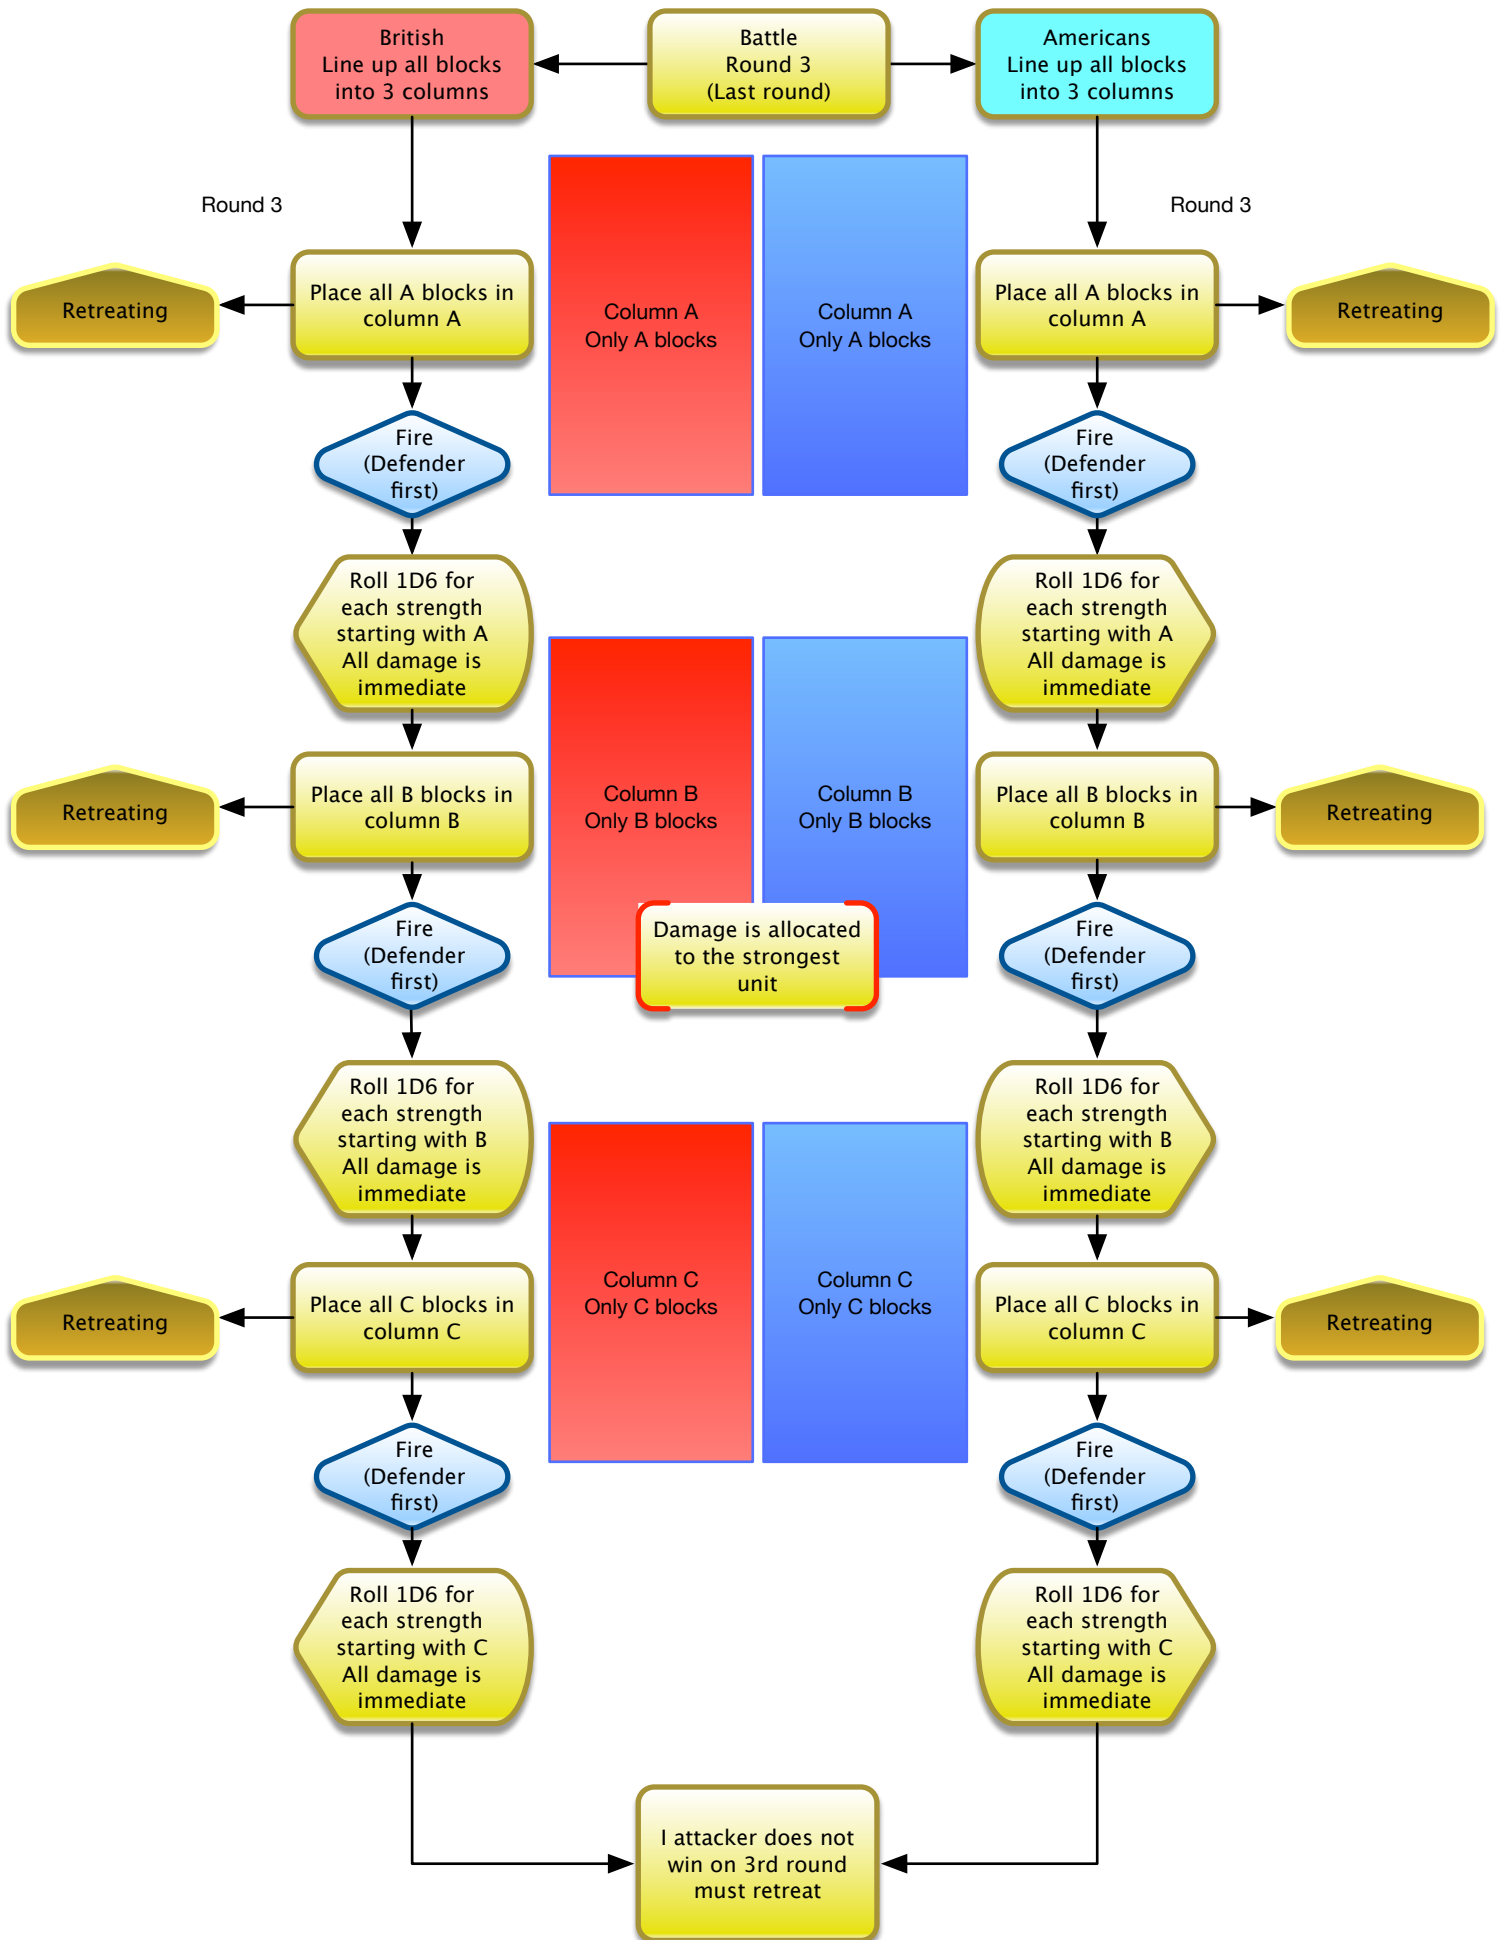 British
Line up all blocks
into 3 columns
Battle
Round 3
(Last round)
Americans
Line up all blocks
into 3 columns
Round 3
Round 3
Retreating
Place all A blocks in
column A
Column A
Only A blocks
Column A
Only A blocks
Place all A blocks in
column A
Retreating
Fire
(Defender
first)
Fire
(Defender
first)
Roll 1D6 for
each strength
starting with A
All damage is
immediate
Roll 1D6 for
each strength
starting with A
All damage is
immediate
Retreating
Place all B blocks in
column B
Column B
Only B blocks
Column B
Only B blocks
Place all B blocks in
column B
Retreating
Fire
(Defender
first)
Damage is allocated
to the strongest
unit
Fire
(Defender
first)
Roll 1D6 for
each strength
starting with B
All damage is
immediate
Roll 1D6 for
each strength
starting with B
All damage is
immediate
Retreating
Place all C blocks in
column C
Column C
Only C blocks
Column C
Only C blocks
Place all C blocks in
column C
Retreating
Fire
(Defender
first)
Fire
(Defender
first)
Roll 1D6 for
each strength
starting with C
All damage is
immediate
Roll 1D6 for
each strength
starting with C
All damage is
immediate
I attacker does not
win on 3rd round
must retreat